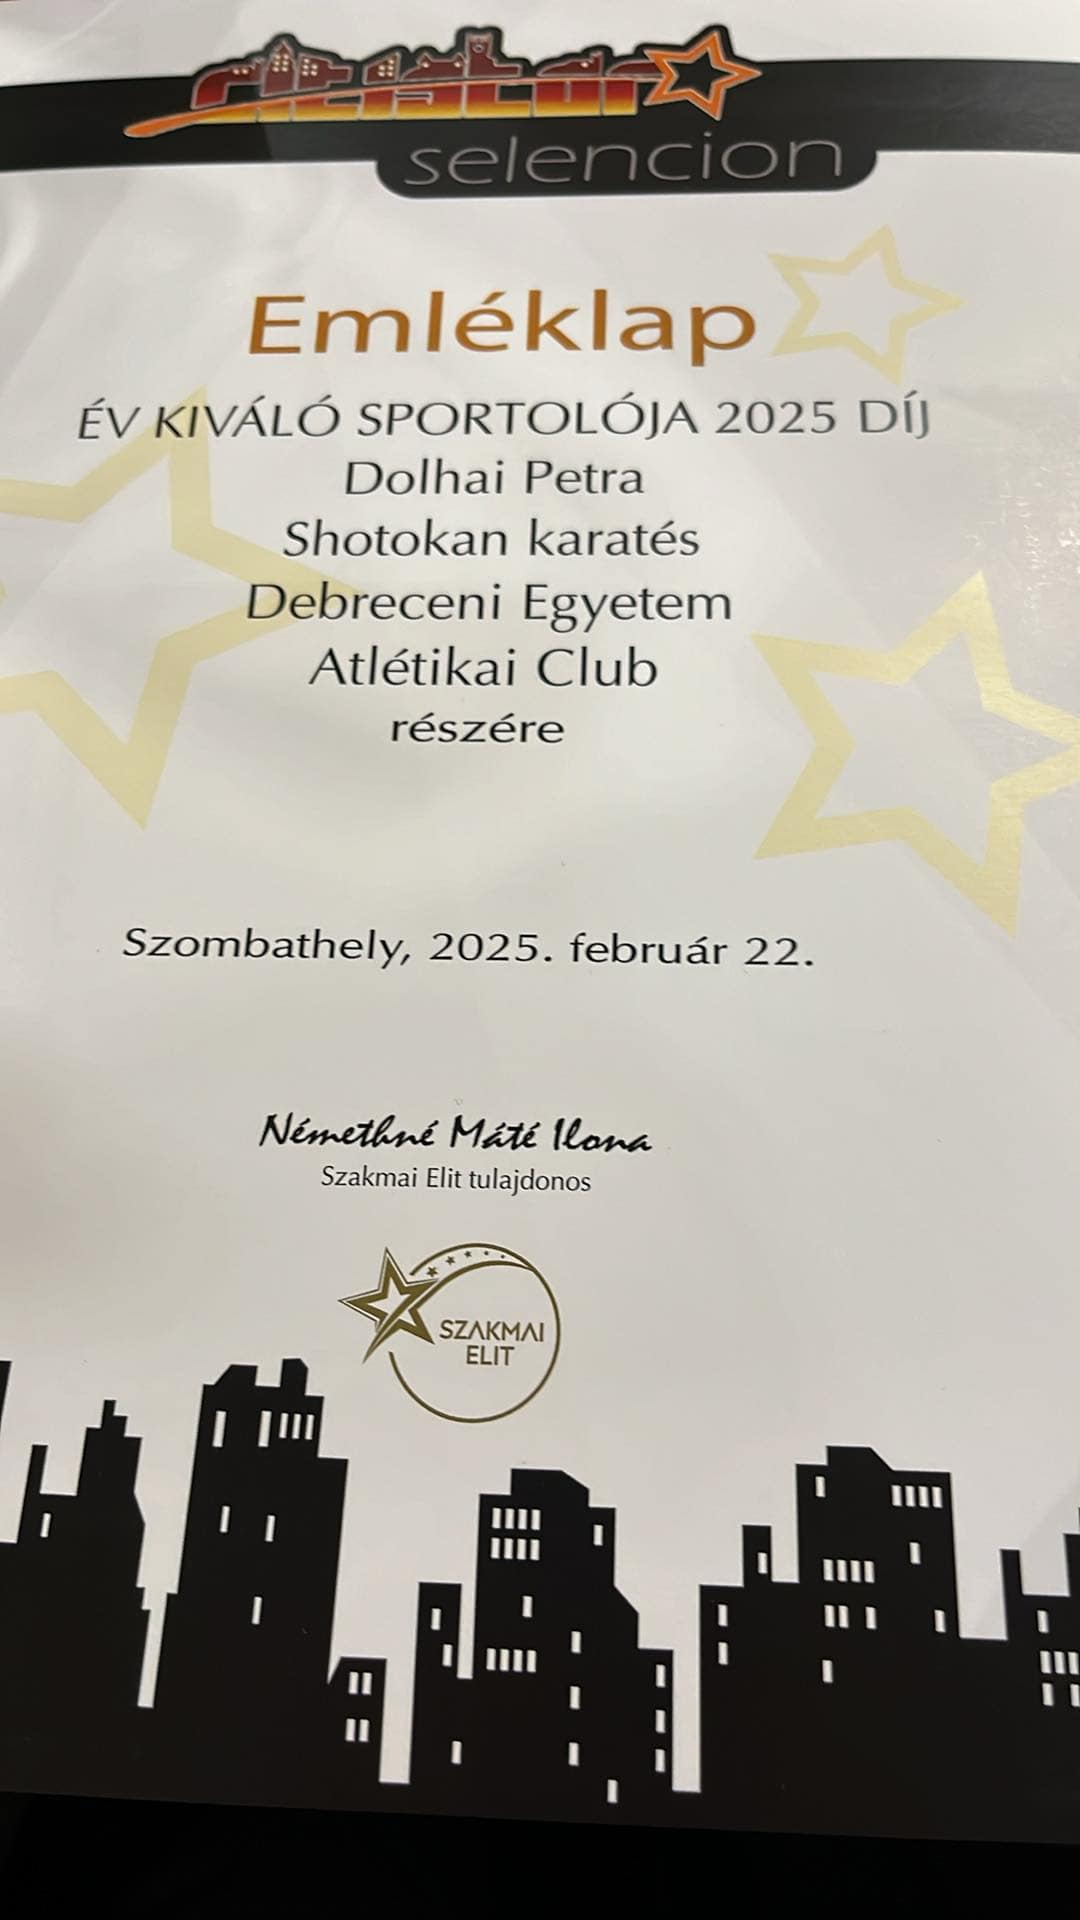 selencion
Emléklap
ÉV KIVÁLÓ SPORTOLÓJA 2025 DÍJ
Dolhai Petra
Shotokan karatés
Debreceni Egyetem
Atlétikai Club
részére
Szombathely, 2025. február 22.
Némethné Máté Ilona
Szakmai Elit tulajdonos
SZAKMAI
ELIT